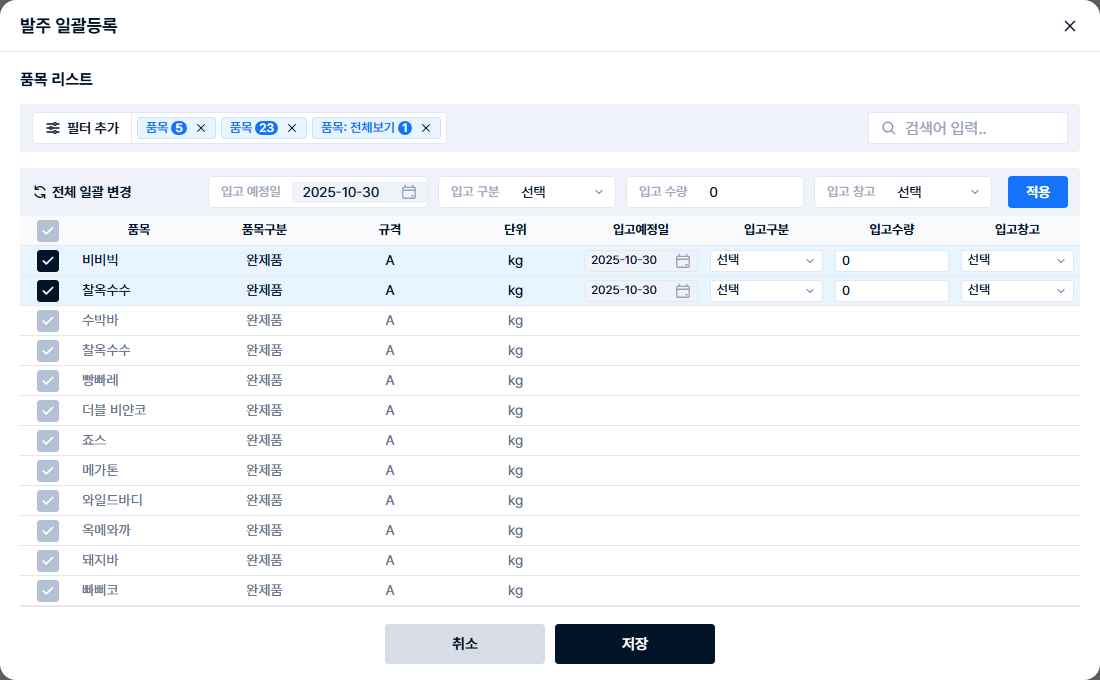 발주 일괄등록
품목 리스트
필터 추가 품목 5 품목 23 품목: 전체보기 1 검색어 입력..
전체 일괄 변경 입고 예정일 2025-10-30 입고 구분 선택 입고 수량 0 입고 창고 선택 적용
품목 품목구분 규격 단위 입고예정일 입고구분 입고수량 입고창고
비비빅 완제품 A kg 2025-10-30 선택 0 선택
찰옥수수 완제품 A kg 2025-10-30 선택 0 선택
수박바 완제품 A kg
찰옥수수 완제품 A kg
빵빠레 완제품 A kg
더블 비얀코 완제품 A kg
죠스 완제품 A kg
메가톤 완제품 A kg
와일드바디 완제품 A kg
옥메와까 완제품 A kg
돼지바 완제품 A kg
빠삐코 완제품 A kg
취소 저장